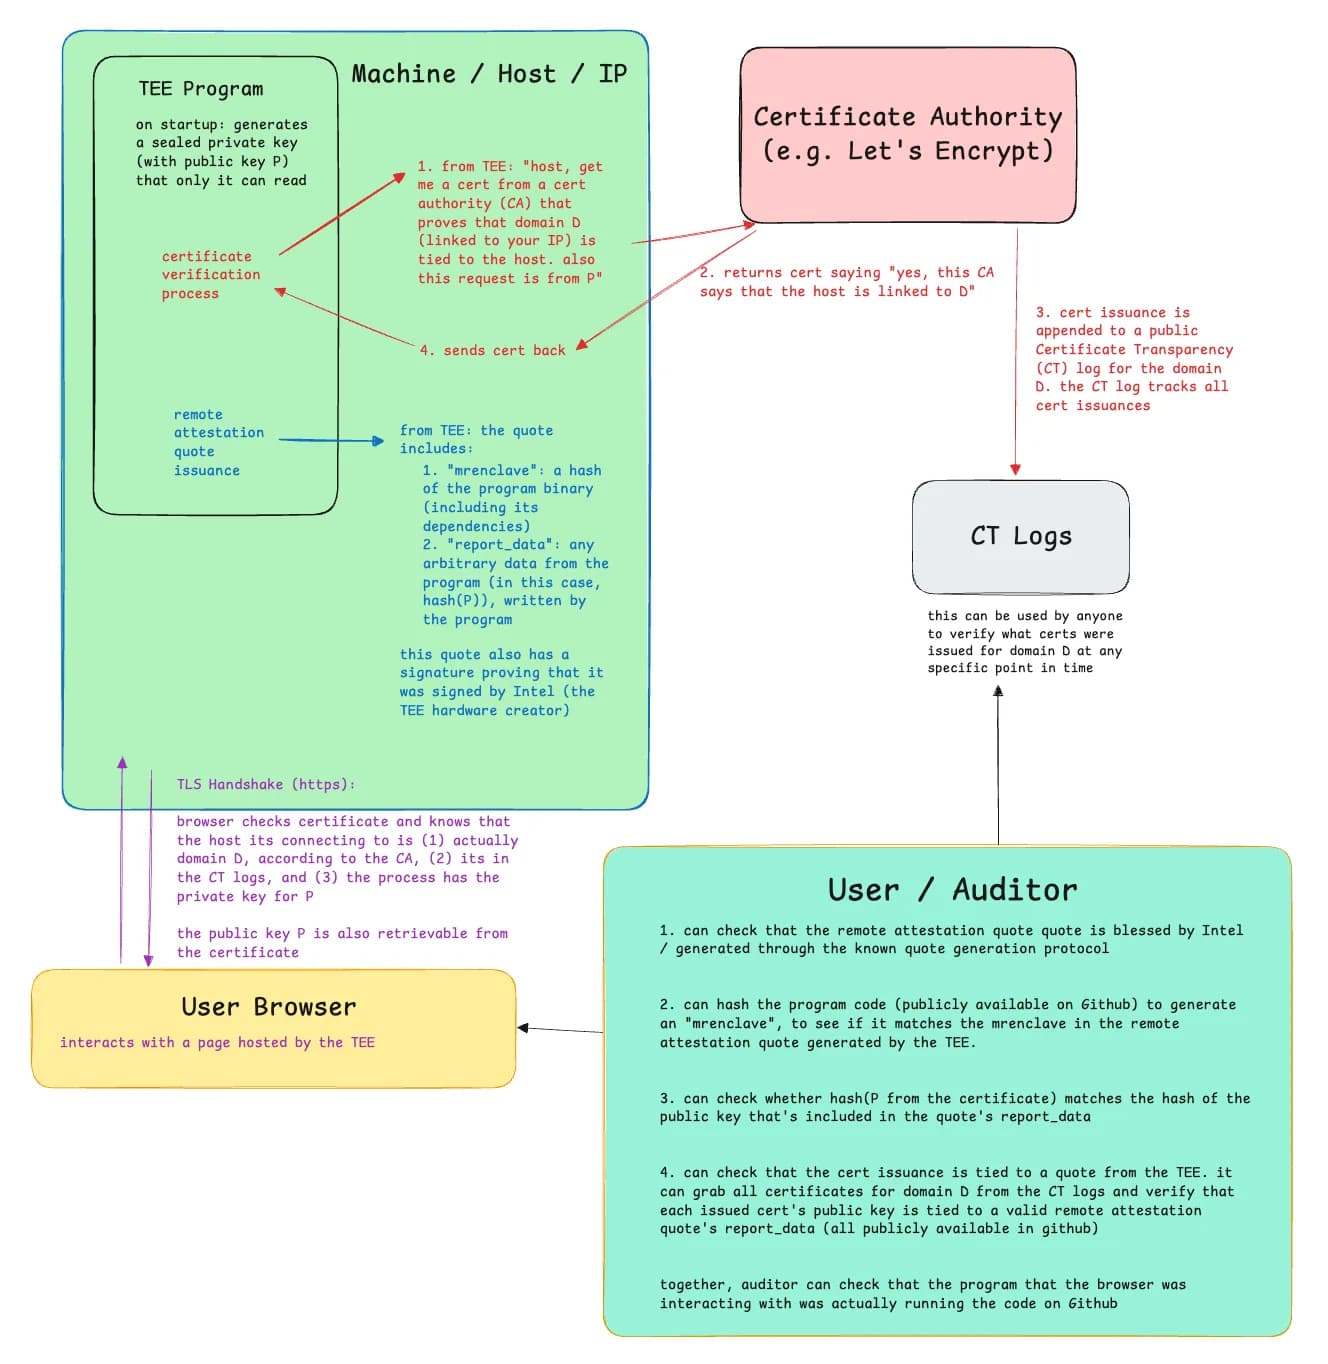 Machine / Host / IP
TEE Program
on startup: generates
a sealed private key
(with public key P)
that only it can read
certificate
verification
process
1. from TEE: "host, get
me a cert from a cert
authority (CA) that
proves that domain D
(linked to your IP) is
tied to the host. also
this request is from P"
4. sends cert back
remote
attestation
quote
issuance
from TEE: the quote
includes:
1. "mrenclave": a hash
of the program binary
(including its
dependencies)
2. "report_data": any
arbitrary data from the
program (in this case,
hash(P)), written by
the program
this quote also has a
signature proving that it
was signed by Intel (the
TEE hardware creator)
Certificate Authority
(e.g. Let's Encrypt)
2. returns cert saying "yes, this CA
says that the host is linked to D"
3. cert issuance is
appended to a public
Certificate Transparency
(CT) log for the domain
D. the CT log tracks all
cert issuances
CT Logs
this can be used by anyone
to verify what certs were
issued for domain D at any
specific point in time
TLS Handshake (https):
browser checks certificate and knows that
the host its connecting to is (1) actually
domain D, according to the CA, (2) its in
the CT logs, and (3) the process has the
private key for P
the public key P is also retrievable from
the certificate
User Browser
interacts with a page hosted by the TEE
User / Auditor
1. can check that the remote attestation quote quote is blessed by Intel
/ generated through the known quote generation protocol
2. can hash the program code (publicly available on Github) to generate
an "mrenclave", to see if it matches the mrenclave in the remote
attestation quote generated by the TEE.
3. can check whether hash(P from the certificate) matches the hash of the
public key that's included in the quote's report_data
4. can check that the cert issuance is tied to a quote from the TEE. it
can grab all certificates for domain D from the CT logs and verify that
each issued cert's public key is tied to a valid remote attestation
quote's report_data (all publicly available in github)
together, auditor can check that the program that the browser was
interacting with was actually running the code on Github